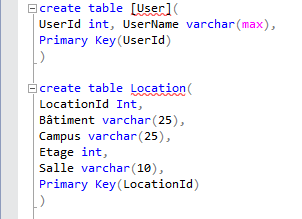 create table [User](
UserId int, UserName varchar(max),
Primary Key(UserId)
)
create table Location(
LocationId Int,
Bâtiment varchar(25),
Campus varchar(25),
Etage int,
Salle varchar(10),
Primary Key(LocationId)
)